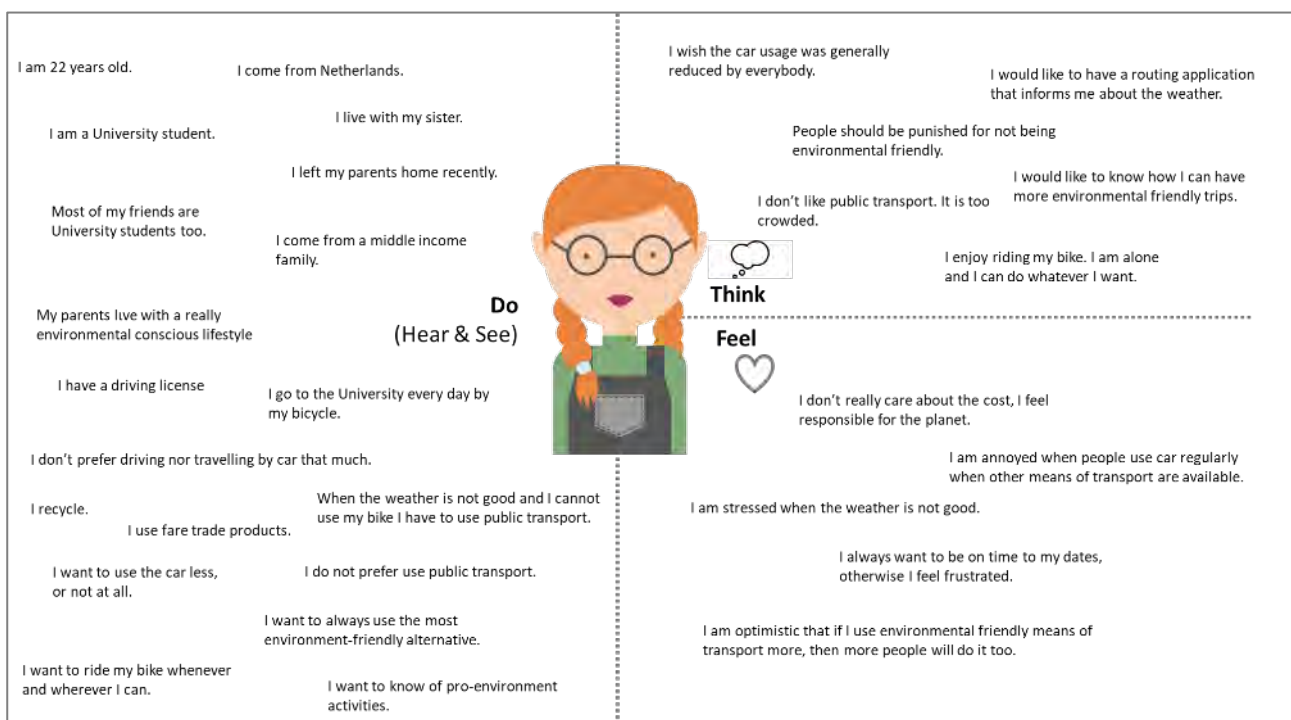 I am 22 years old.
I come from Netherlands.
I live with my sister.
I am a University student.
I left my parents home recently.
Most of my friends are
University students too.
I come from a middle income
family.
My parents live with a really
environmental conscious lifestyle
Do
(Hear & See)
I have a driving license
I go to the University every day by
my bicycle.
I don't prefer driving nor travelling by car that much.
When the weather is not good and I cannot
use my bike I have to use public transport.
I recycle.
I use fare trade products.
I want to use the car less,
or not at all.
I do not prefer use public transport.
I want to always use the most
environment-friendly alternative.
I want to ride my bike whenever
and wherever I can.
I want to know of pro-environment
activities.
I wish the car usage was generally
reduced by everybody.
I would like to have a routing application
that informs me about the weather.
People should be punished for not being
environmental friendly.
I would like to know how I can have
more environmental friendly trips.
I don't like public transport. It is too
crowded.
I enjoy riding my bike. I am alone
and I can do whatever I want.
Think
Feel
I don't really care about the cost, I feel
responsible for the planet.
I am annoyed when people use car regularly
when other means of transport are available.
I am stressed when the weather is not good.
I always want to be on time to my dates,
otherwise I feel frustrated.
I am optimistic that if I use environmental friendly means of
transport more, then more people will do it too.